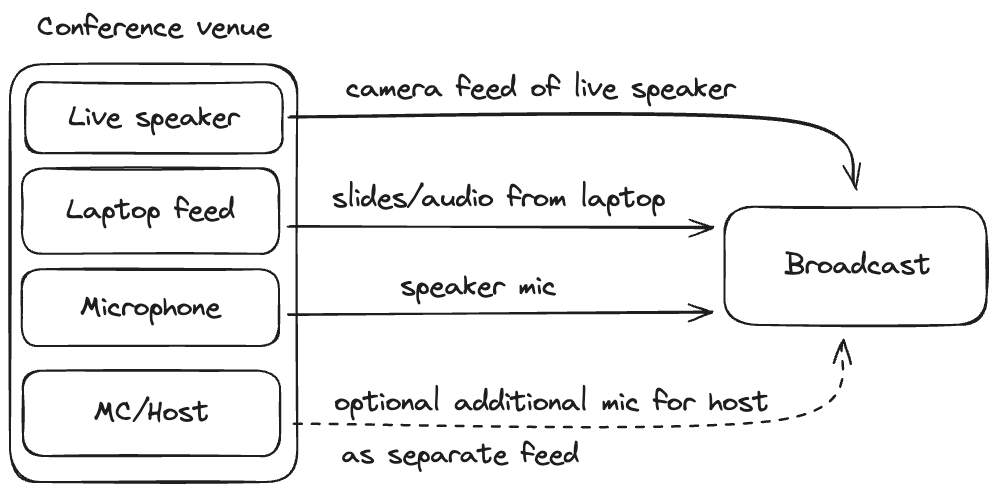 Conference venue
Live speaker
camera feed of live speaker
Laptop feed
slides/audio from laptop
Microphone
speaker mic
Broadcast
MC/Host
optional additional mic for host
as separate feed